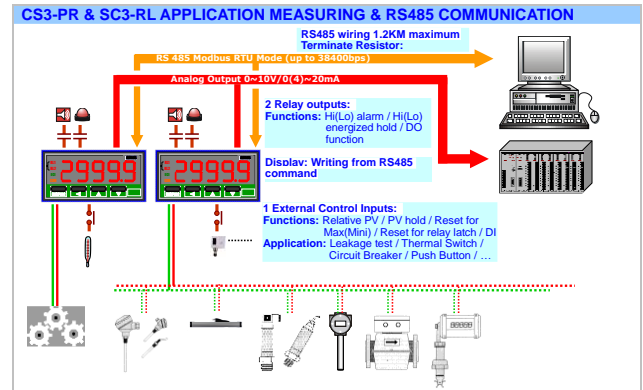 CS3-PR & SC3-RL APPLICATION MEASURING & RS485 COMMUNICATION
RS485 wiring 1.2KM maximum
Terminate Resistor:
RS 485 Modbus RTU Mode (up to 38400bps)
Analog Output 0~10V/0(4)~20mA
2 Relay outputs:
Functions: Hi(Lo) alarm / Hi(Lo)
energized hold / DO
function
2999.9
2999.9
Display: Writing from RS485
command
1 External Control Inputs:
Functions: Relative PV / PV hold / Reset for
Max(Mini) / Reset for relay latch / DI
Application: Leakage test / Thermal Switch /
Circuit Breaker / Push Button / …